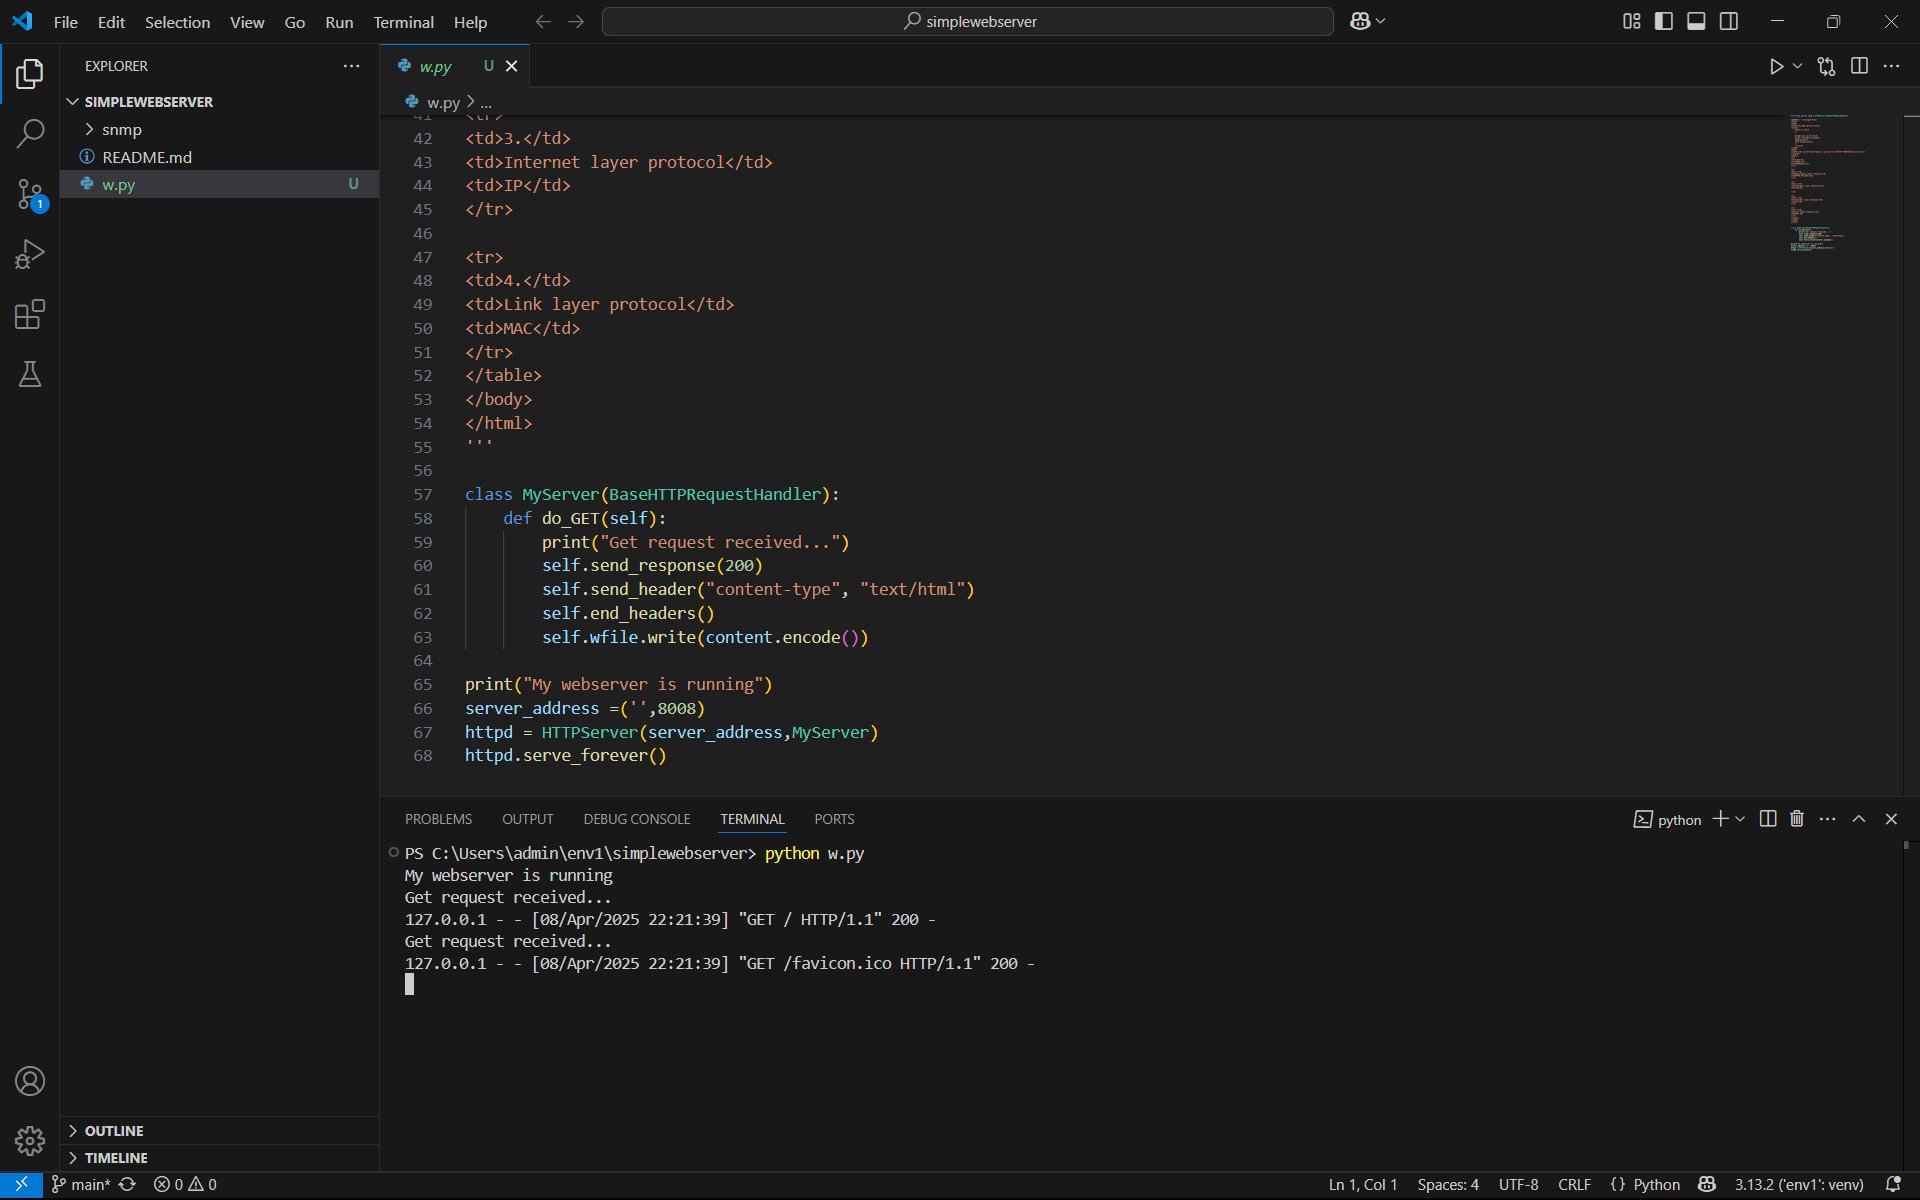 File Edit Selection View Go Run Terminal Help
simplewebserver
EXPLORER
SIMPLEWEBSERVER
snmp
README.md
w.py U
OUTLINE
TIMELINE
w.py U
w.py > ...
41 <tr>
42 <td>3.</td>
43 <td>Internet layer protocol</td>
44 <td>IP</td>
45 </tr>
46
47 <tr>
48 <td>4.</td>
49 <td>Link layer protocol</td>
50 <td>MAC</td>
51 </tr>
52 </table>
53 </body>
54 </html>
55 '''
56
57 class MyServer(BaseHTTPRequestHandler):
58 def do_GET(self):
59 print("Get request received...")
60 self.send_response(200)
61 self.send_header("content-type", "text/html")
62 self.end_headers()
63 self.wfile.write(content.encode())
64
65 print("My webserver is running")
66 server_address =('',8008)
67 httpd = HTTPServer(server_address,MyServer)
68 httpd.serve_forever()
PROBLEMS OUTPUT DEBUG CONSOLE TERMINAL PORTS
python
PS C:\Users\admin\env1\simplewebserver> python w.py
My webserver is running
Get request received...
127.0.0.1 - - [08/Apr/2025 22:21:39] "GET / HTTP/1.1" 200 -
Get request received...
127.0.0.1 - - [08/Apr/2025 22:21:39] "GET /favicon.ico HTTP/1.1" 200 -
1
main* 0 0
Ln 1, Col 1 Spaces: 4 UTF-8 CRLF {} Python 3.13.2 ('env1': venv)